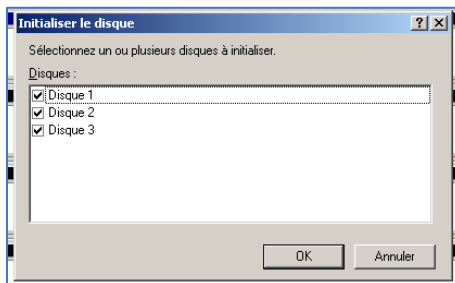 Initialiser le disque
Sélectionnez un ou plusieurs disques à initialiser.
Disques :
Disque 1
Disque 2
Disque 3
OK Annuler